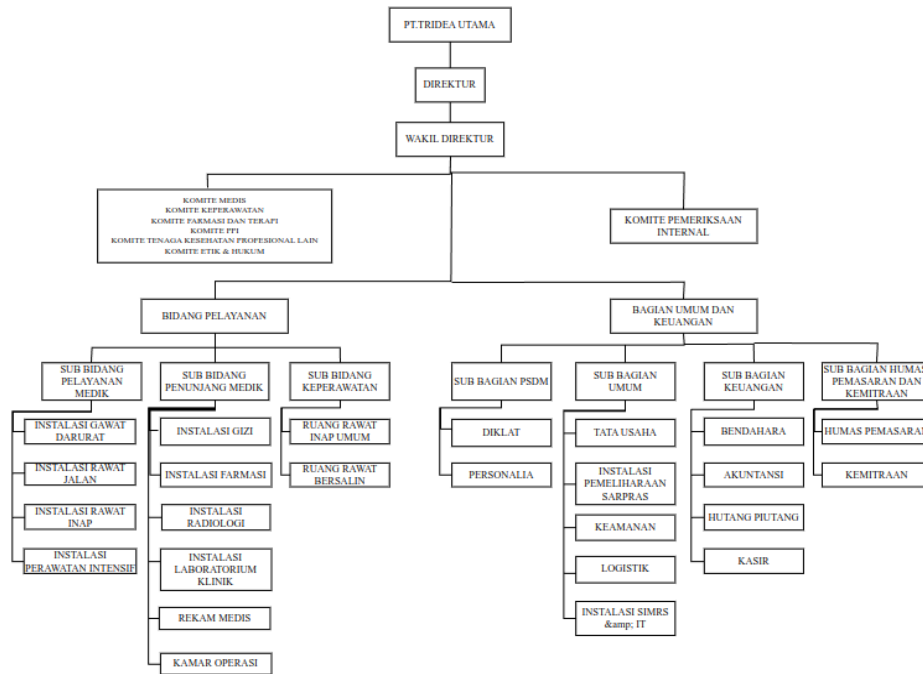 PT.TRIDEA UTAMA
DIREKTUR
WAKIL DIREKTUR
KOMITE MEDIS
KOMITE KEPERAWATAN
KOMITE FARMASI DAN TERAPI
KOMITE PPI
KOMITE TENAGA KESEHATAN PROFESIONAL LAIN
KOMITE ETIK & HUKUM
KOMITE PEMERIKSAAN
INTERNAL
BIDANG PELAYANAN
BAGIAN UMUM DAN
KEUANGAN
SUB BIDANG
PELAYANAN
MEDIK
SUB BIDANG
PENUNJANG MEDIK
SUB BIDANG
KEPERAWATAN
SUB BAGIAN PSDM
SUB BAGIAN
UMUM
SUB BAGIAN
KEUANGAN
SUB BAGIAN HUMAS
PEMASARAN DAN
KEMITRAAN
INSTALASI GAWAT
DARURAT
INSTALASI RAWAT
JALAN
INSTALASI RAWAT
INAP
INSTALASI
PERAWATAN INTENSIF
INSTALASI GIZI
INSTALASI FARMASI
INSTALASI
RADIOLOGI
INSTALASI
LABORATORIUM
KLINIK
REKAM MEDIS
KAMAR OPERASI
RUANG RAWAT
INAP UMUM
RUANG RAWAT
BERSALIN
DIKLAT
PERSONALIA
TATA USAHA
INSTALASI
PEMELIHARAAN
SARPRAS
KEAMANAN
LOGISTIK
INSTALASI SIMRS
&amp; IT
BENDAHARA
AKUNTANSI
HUTANG PIUTANG
KASIR
HUMAS PEMASARAN
KEMITRAAN